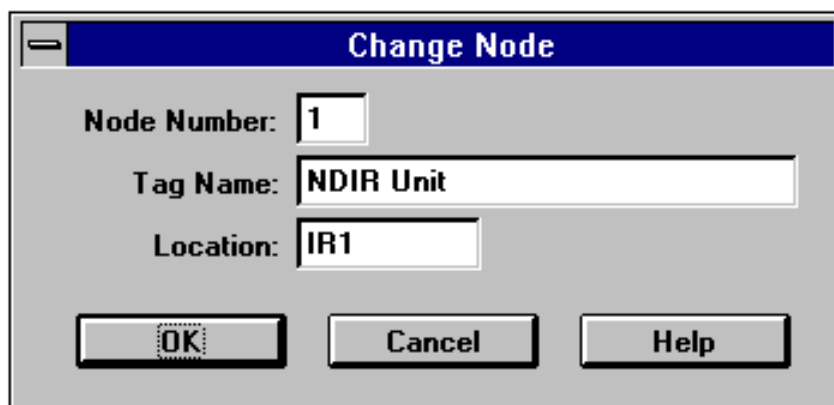 Change Node
Node Number: 1
Tag Name: NDIR Unit
Location: IR1
OK Cancel Help